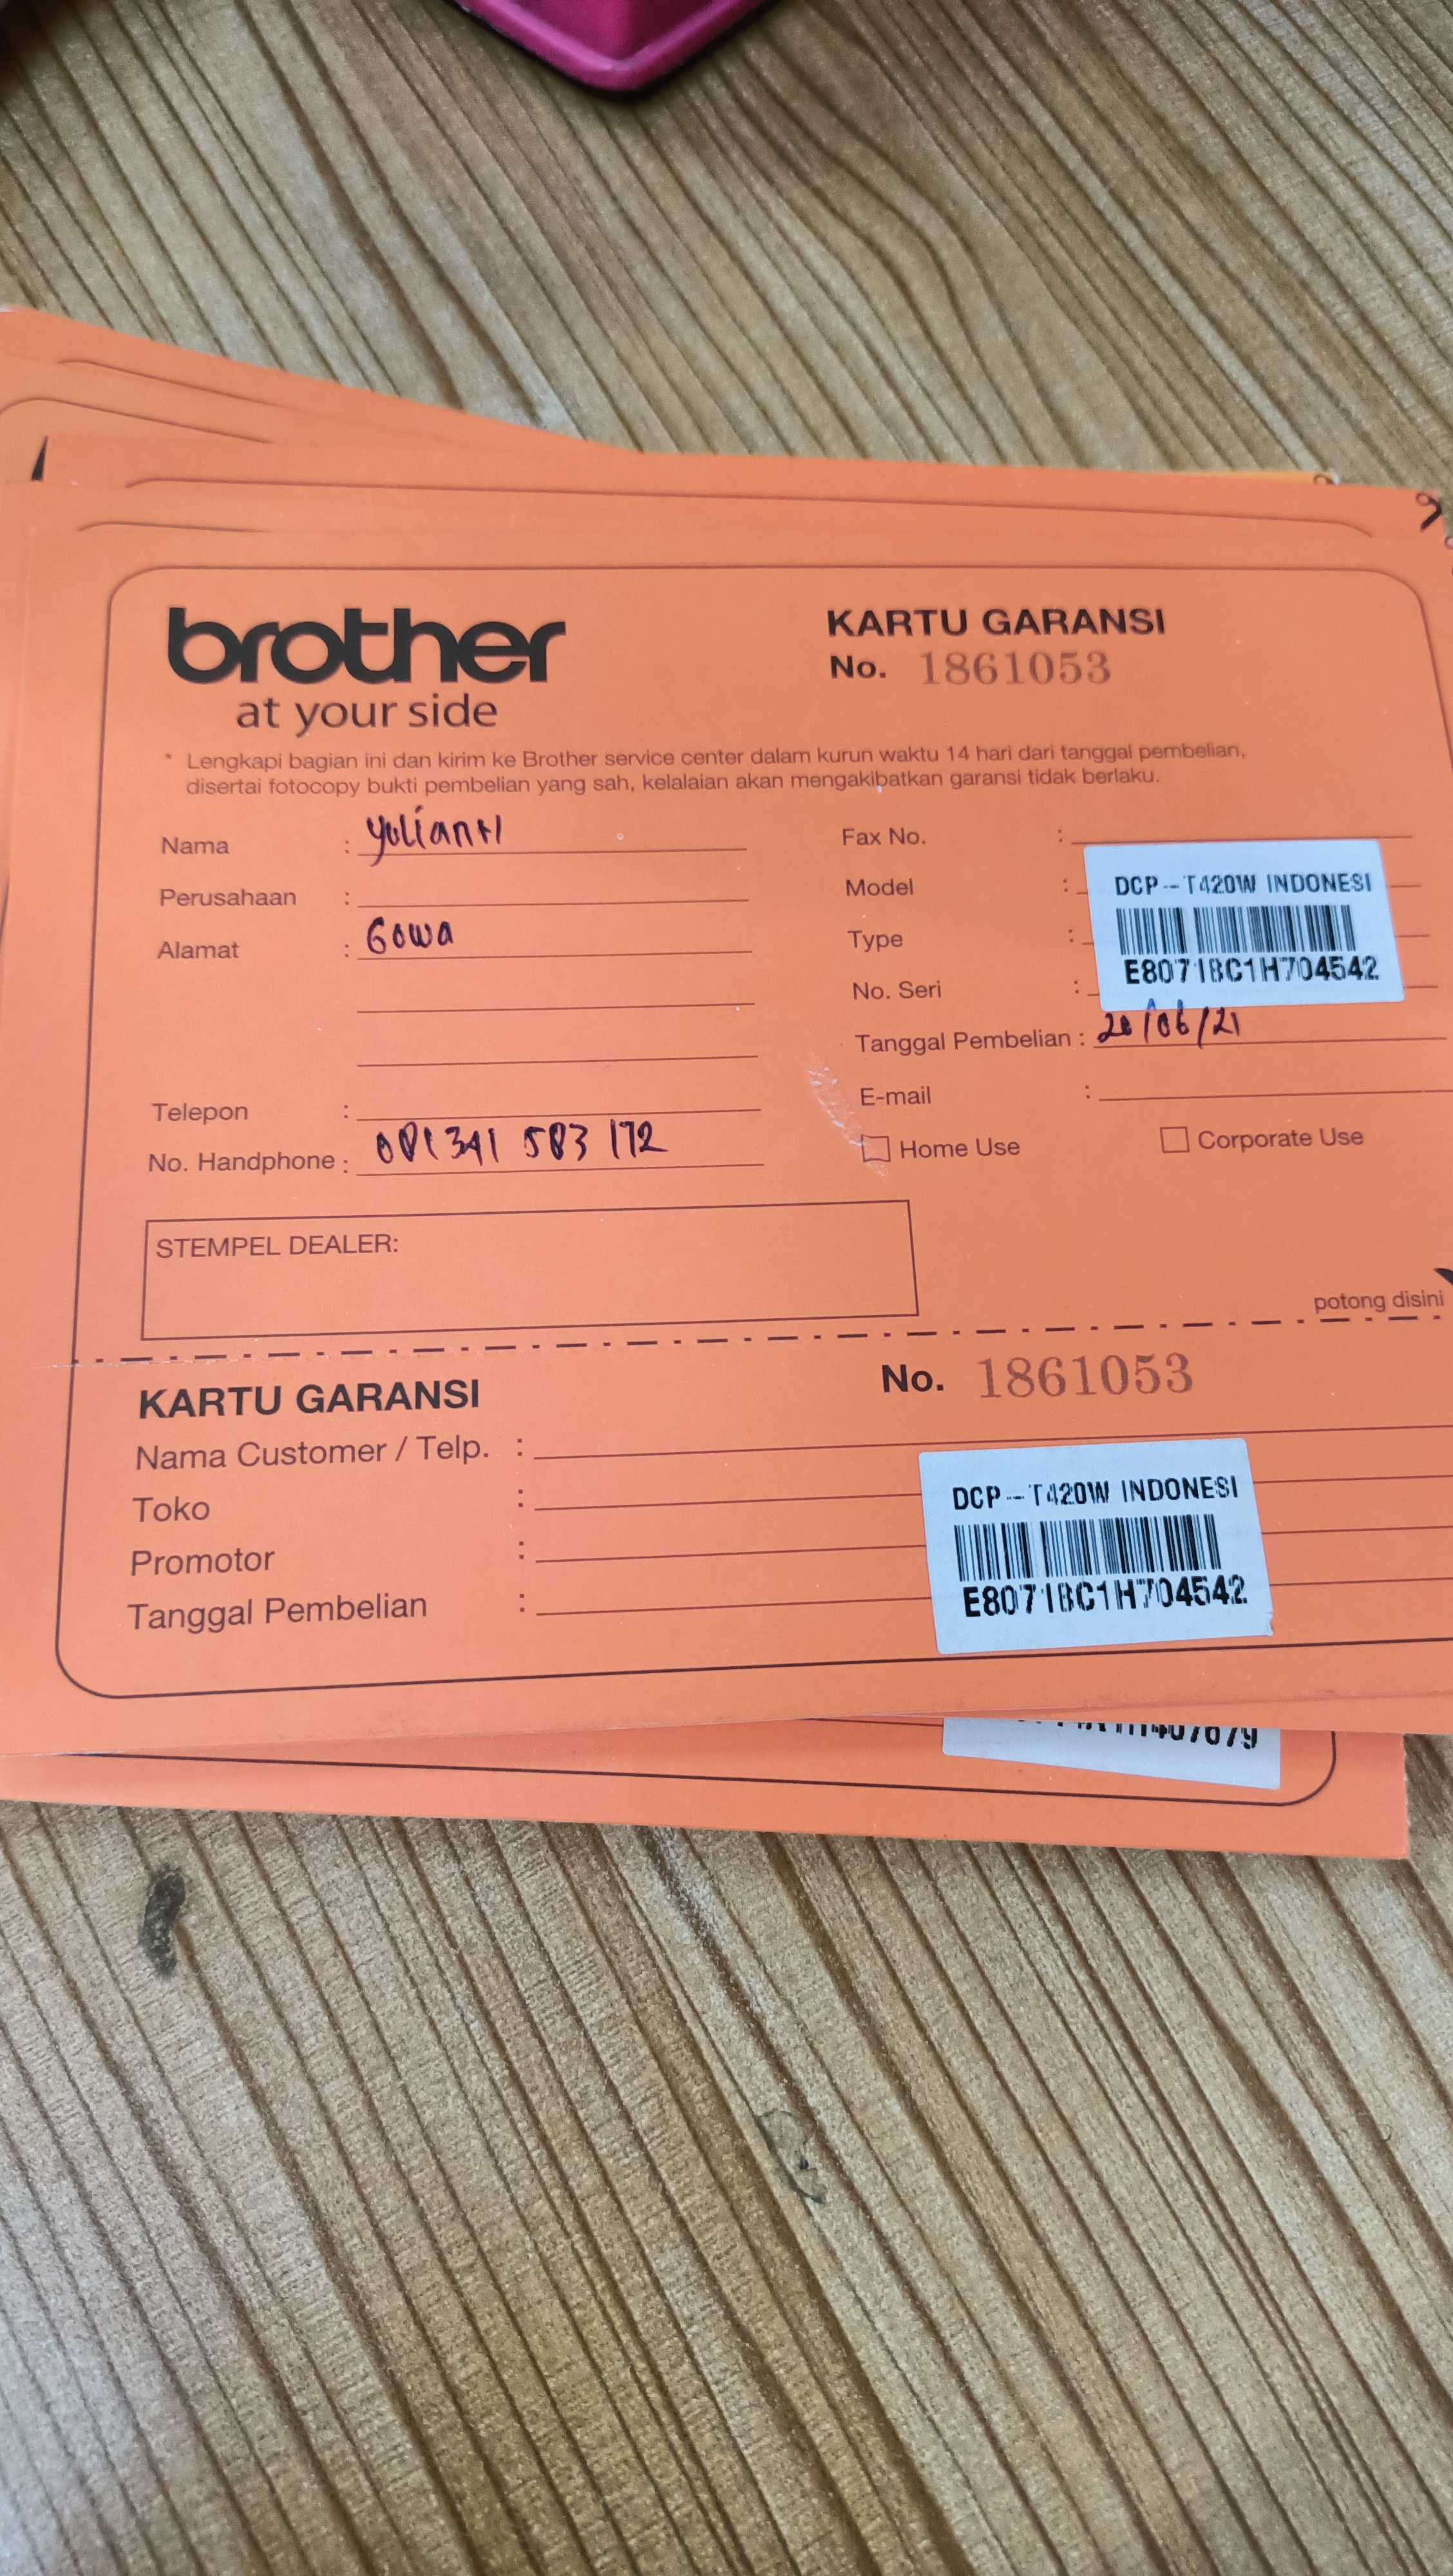 brother
at your side
KARTU GARANSI
No. 1861053
* Lengkapi bagian ini dan kirim ke Brother service center dalam kurun waktu 14 hari dari tanggal pembelian,
disertai fotocopy bukti pembelian yang sah, kelalaian akan mengakibatkan garansi tidak berlaku.
Nama : Yulianti
Perusahaan :
Alamat : Gowa
Telepon :
No. Handphone : 081341 583 172
Fax No. :
Model :
Type :
No. Seri :
DCP--T420W INDONESI
E80718C1H704542
Tanggal Pembelian : 20/06/21
E-mail :
Home Use
Corporate Use
STEMPEL DEALER:
potong disini
KARTU GARANSI
No. 1861053
Nama Customer / Telp. :
Toko :
Promotor :
Tanggal Pembelian :
DCP--T420W INDONESI
E80718C1H704542